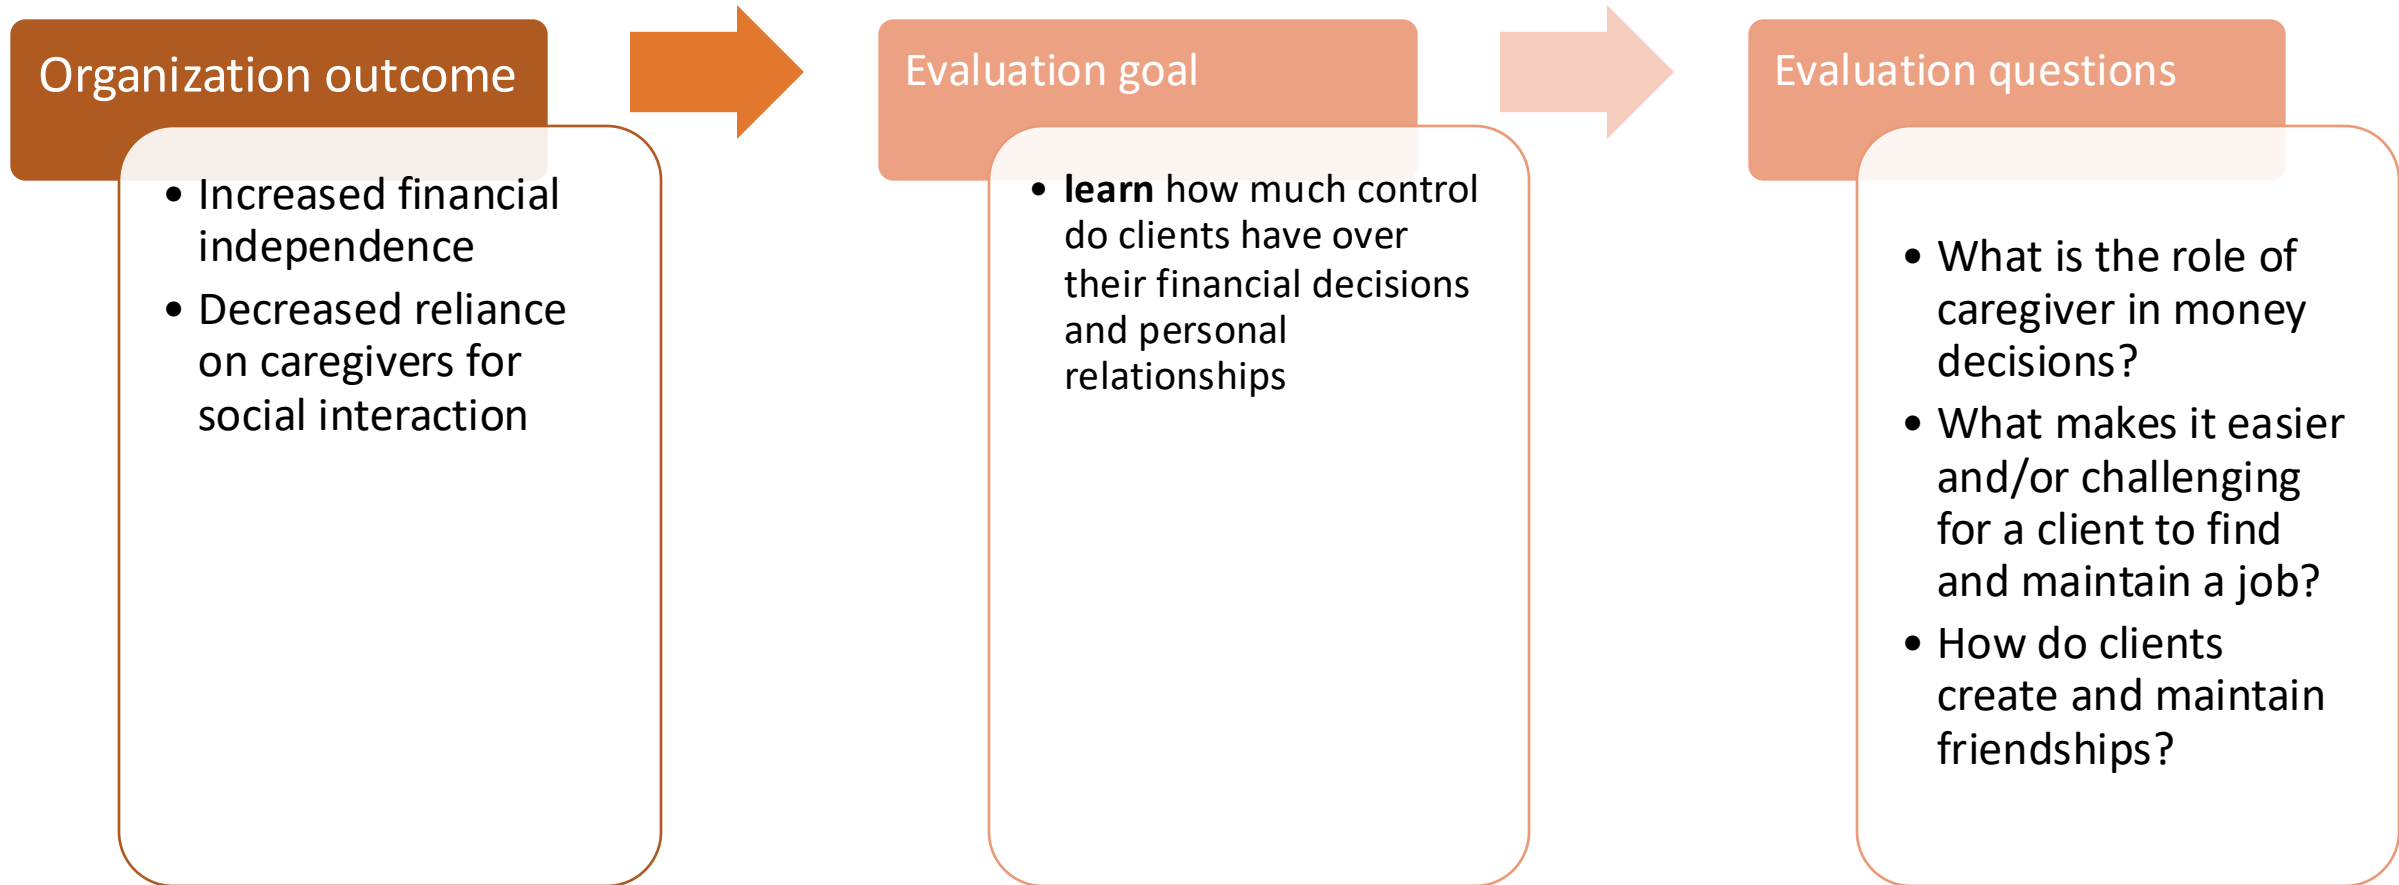 Organization outcome
• Increased financial
independence
• Decreased reliance
on caregivers for
social interaction
Evaluation goal
• learn how much control
do clients have over
their financial decisions
and personal
relationships
Evaluation questions
• What is the role of
caregiver in money
decisions?
• What makes it easier
and/or challenging
for a client to find
and maintain a job?
• How do clients
create and maintain
friendships?